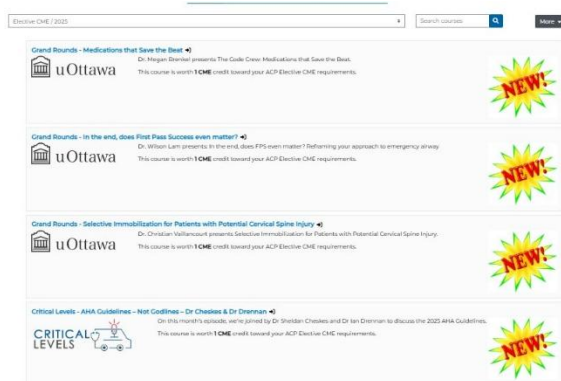 Elective CME / 2025
Search courses
More
Grand Rounds - Medications that Save the Beat
uOttawa
Dr. Megan Brenkel presents The Code Crew: Medications that Save the Beat.
This course is worth 1 CME credit toward your ACP Elective CME requirements.
NEW!
Grand Rounds - In the end, does First Pass Success even matter?
uOttawa
Dr. Wilson Lam presents In the end, does FPS even matter? Reframing your approach to emergency airway.
This course is worth 1 CME credit toward your ACP Elective CME requirements.
NEW!
Grand Rounds - Selective Immobilization for Patients with Potential Cervical Spine Injury
uOttawa
Dr. Christian Vaillancourt presents Selective Immobilization for Patients with Potential Cervical Spine Injury.
This course is worth 1 CME credit toward your ACP Elective CME requirements.
NEW!
Critical Levels - AHA Guidelines - Not Godlines - Dr Cheskes & Dr Drennan
CRITICAL
LEVELS
On this month's episode, we're joined by Dr Sheldon Cheskes and Dr Ian Drennan to discuss the 2025 AHA Guidelines.
This course is worth 1 CME credit toward your ACP Elective CME requirements.
NEW!